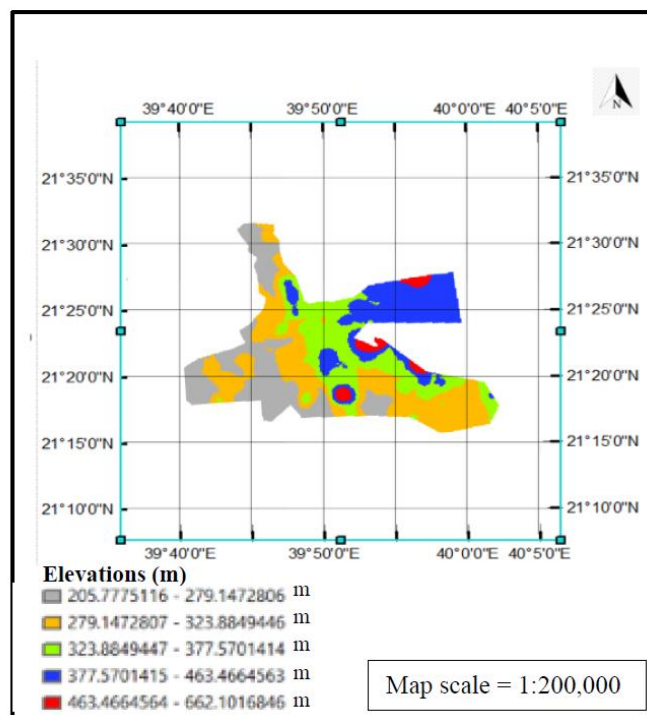 39°40'0"E 39°50'0"E 40°0'0"E 40°5'0"E
N
21°35'0"N 21°35'0"N
21°30'0"N 21°30'0"N
21°25'0"N 21°25'0"N
21°20'0"N 21°20'0"N
21°15'0"N 21°15'0"N
21°10'0"N 21°10'0"N
39°40'0"E 39°50'0"E 40°0'0"E 40°5'0"E
Elevations (m)
205.7775116 - 279.1472806 m
279.1472807 - 323.8849446 m
323.8849447 - 377.5701414 m
377.5701415 - 463.4664563 m
463.4664564 - 662.1016846 m
Map scale = 1:200,000